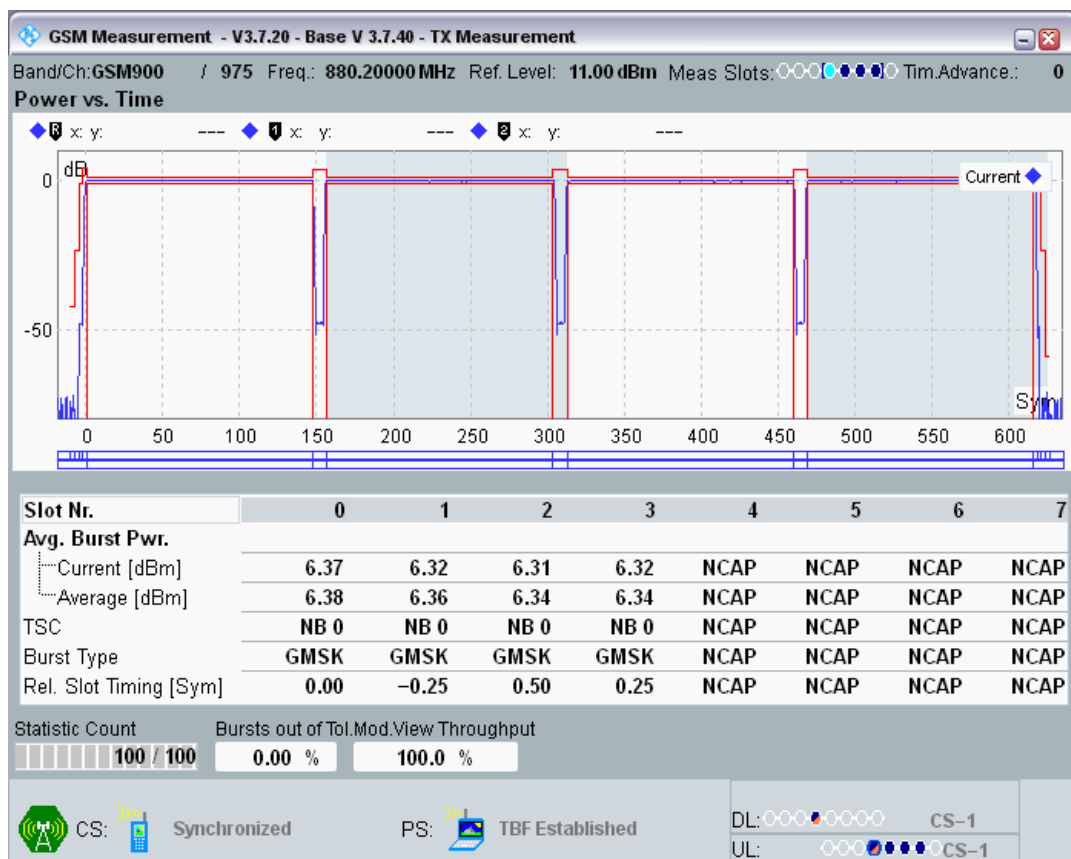 GSM Measurement - V3.7.20 - Base V 3.7.40 - TX Measurement
Band/Ch:GSM900 / 975 Freq.: 880.20000 MHz Ref. Level: 11.00 dBm Meas Slots: Tim.Advance.: 0
Power vs. Time
R x: y: --- 1 x: y: --- 2 x: y: ---
dB
Current
0
-50
Sym
0 50 100 150 200 250 300 350 400 450 500 550 600
Slot Nr. 0 1 2 3 4 5 6 7
Avg. Burst Pwr.
Current [dBm] 6.37 6.32 6.31 6.32 NCAP NCAP NCAP NCAP
Average [dBm] 6.38 6.36 6.34 6.34 NCAP NCAP NCAP NCAP
TSC NB 0 NB 0 NB 0 NB 0 NCAP NCAP NCAP NCAP
Burst Type GMSK GMSK GMSK GMSK NCAP NCAP NCAP NCAP
Rel. Slot Timing [Sym] 0.00 −0.25 0.50 0.25 NCAP NCAP NCAP NCAP
Statistic Count Bursts out of Tol.Mod.View Throughput
100 / 100 0.00 % 100.0 %
CS: Synchronized PS: TBF Established
DL: CS−1
UL: CS−1